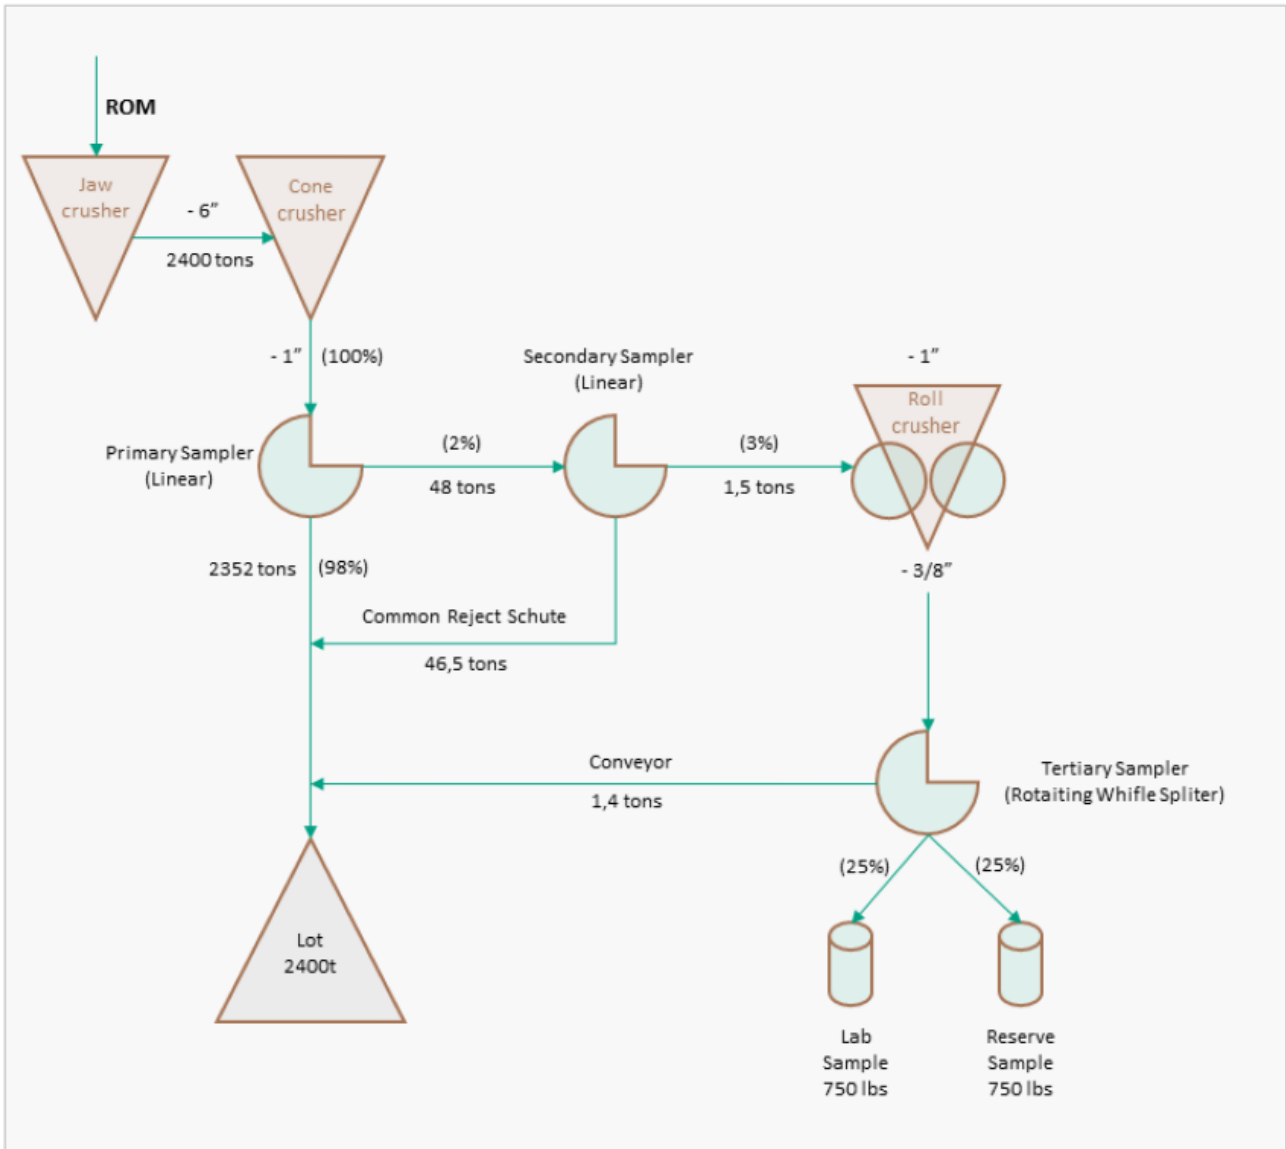 ROM
Jaw
crusher
- 6”
2400 tons
Cone
crusher
- 1”
(100%)
Primary Sampler
(Linear)
(2%)
48 tons
Secondary Sampler
(Linear)
(3%)
1,5 tons
- 1”
Roll
crusher
- 3/8”
2352 tons
(98%)
Common Reject Schute
46,5 tons
Conveyor
1,4 tons
Tertiary Sampler
(Rotaiting Whifle Spliter)
(25%)
(25%)
Lot
2400t
Lab
Sample
750 lbs
Reserve
Sample
750 lbs